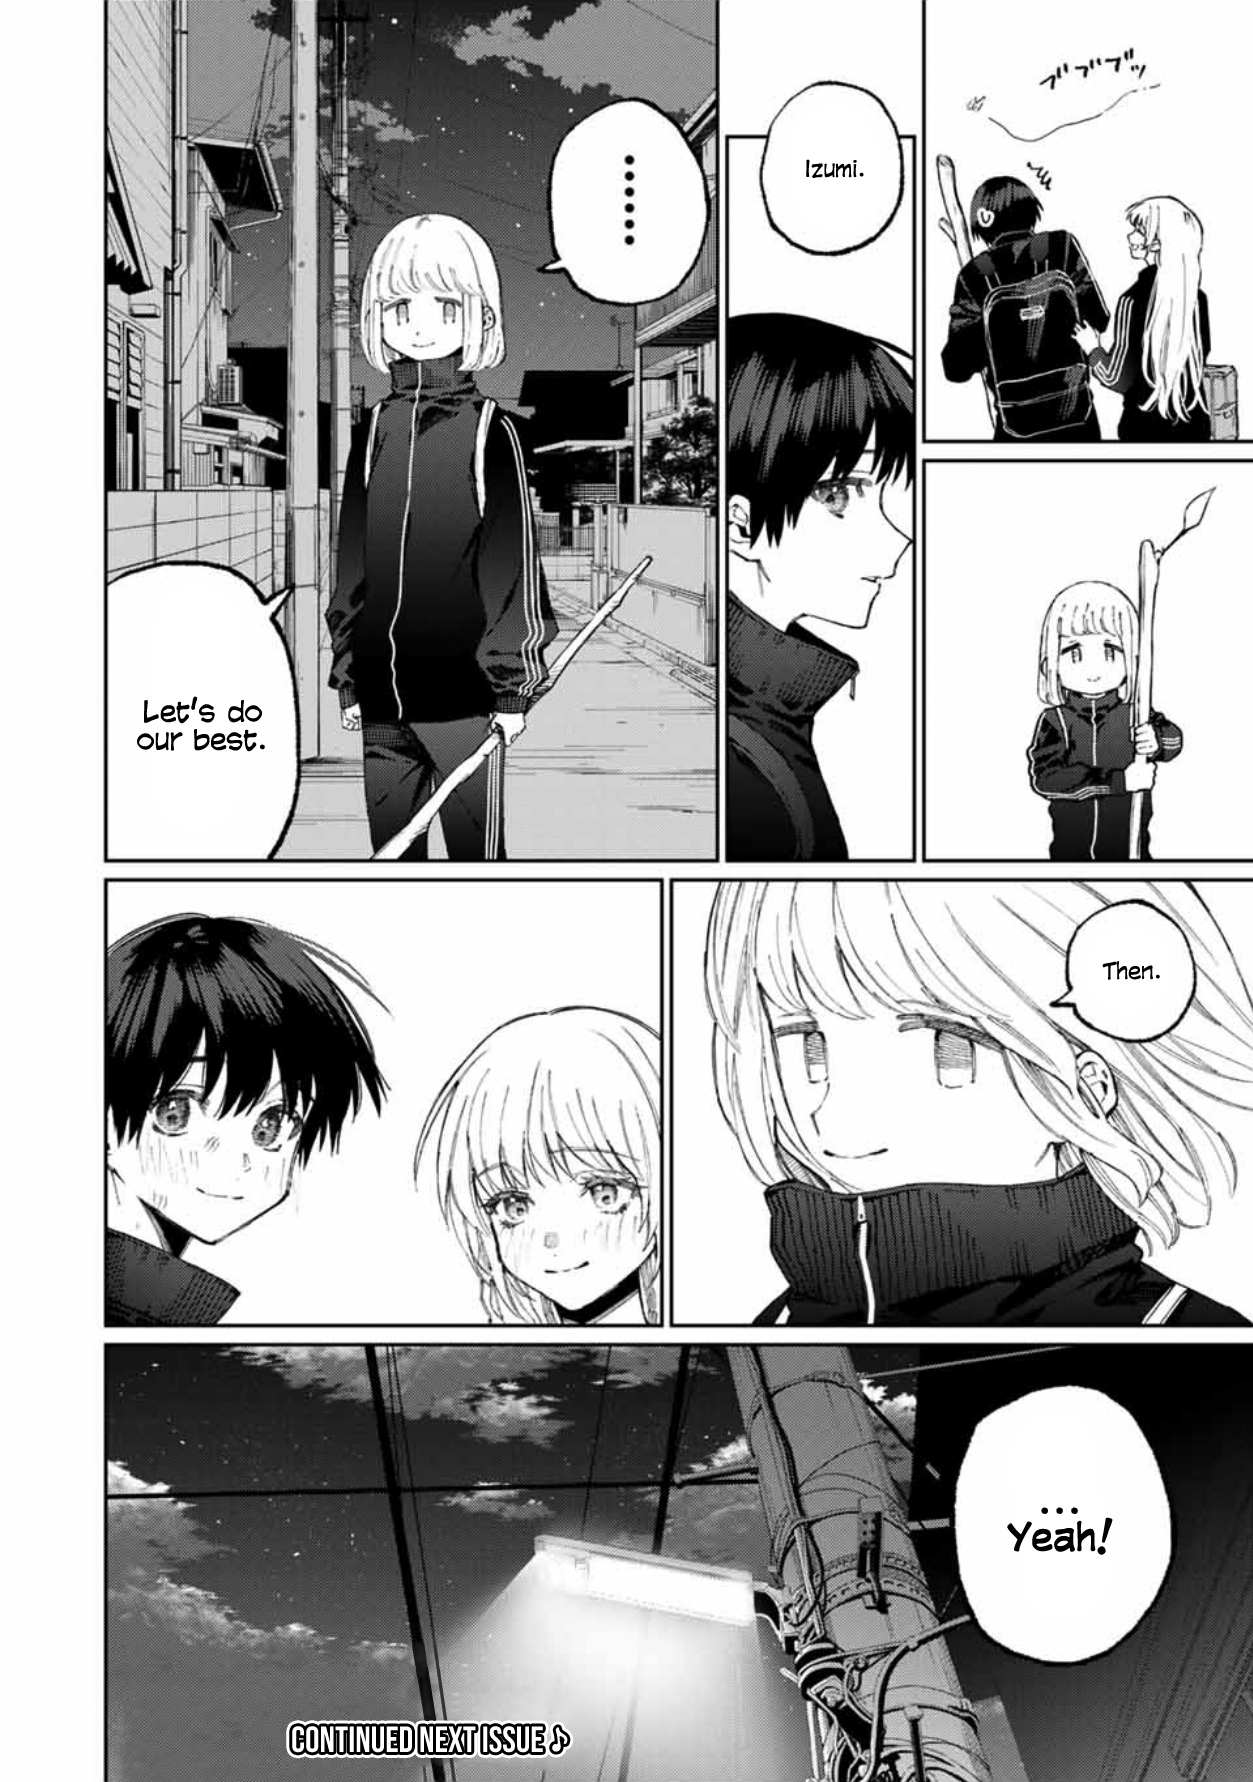 ブブブッ
Izumi.
......
Let's do
our best.
Then.
...
Yeah!
CONTINUED NEXT ISSUE♪